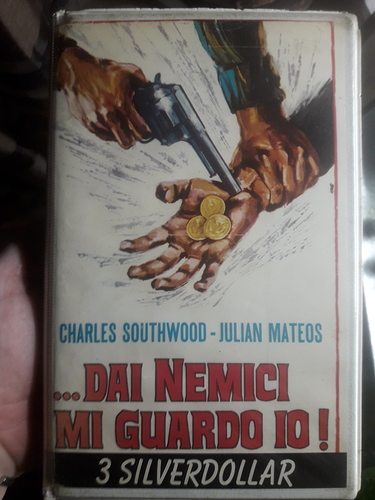 CHARLES SOUTHWOOD - JULIAN MATEOS
...DAI NEMICI
MI GUARDO IO!
3 SILVERDOLLAR